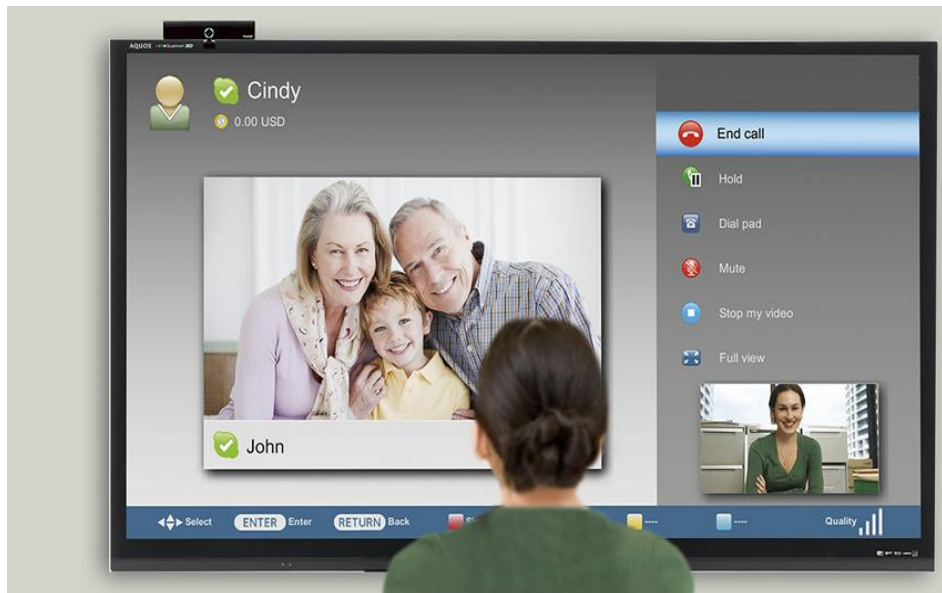 AQUOS
Cindy
0.00 USD
End call
Hold
Dial pad
Mute
Stop my video
Full view
John
Select
ENTER Enter
RETURN Back
----
----
Quality